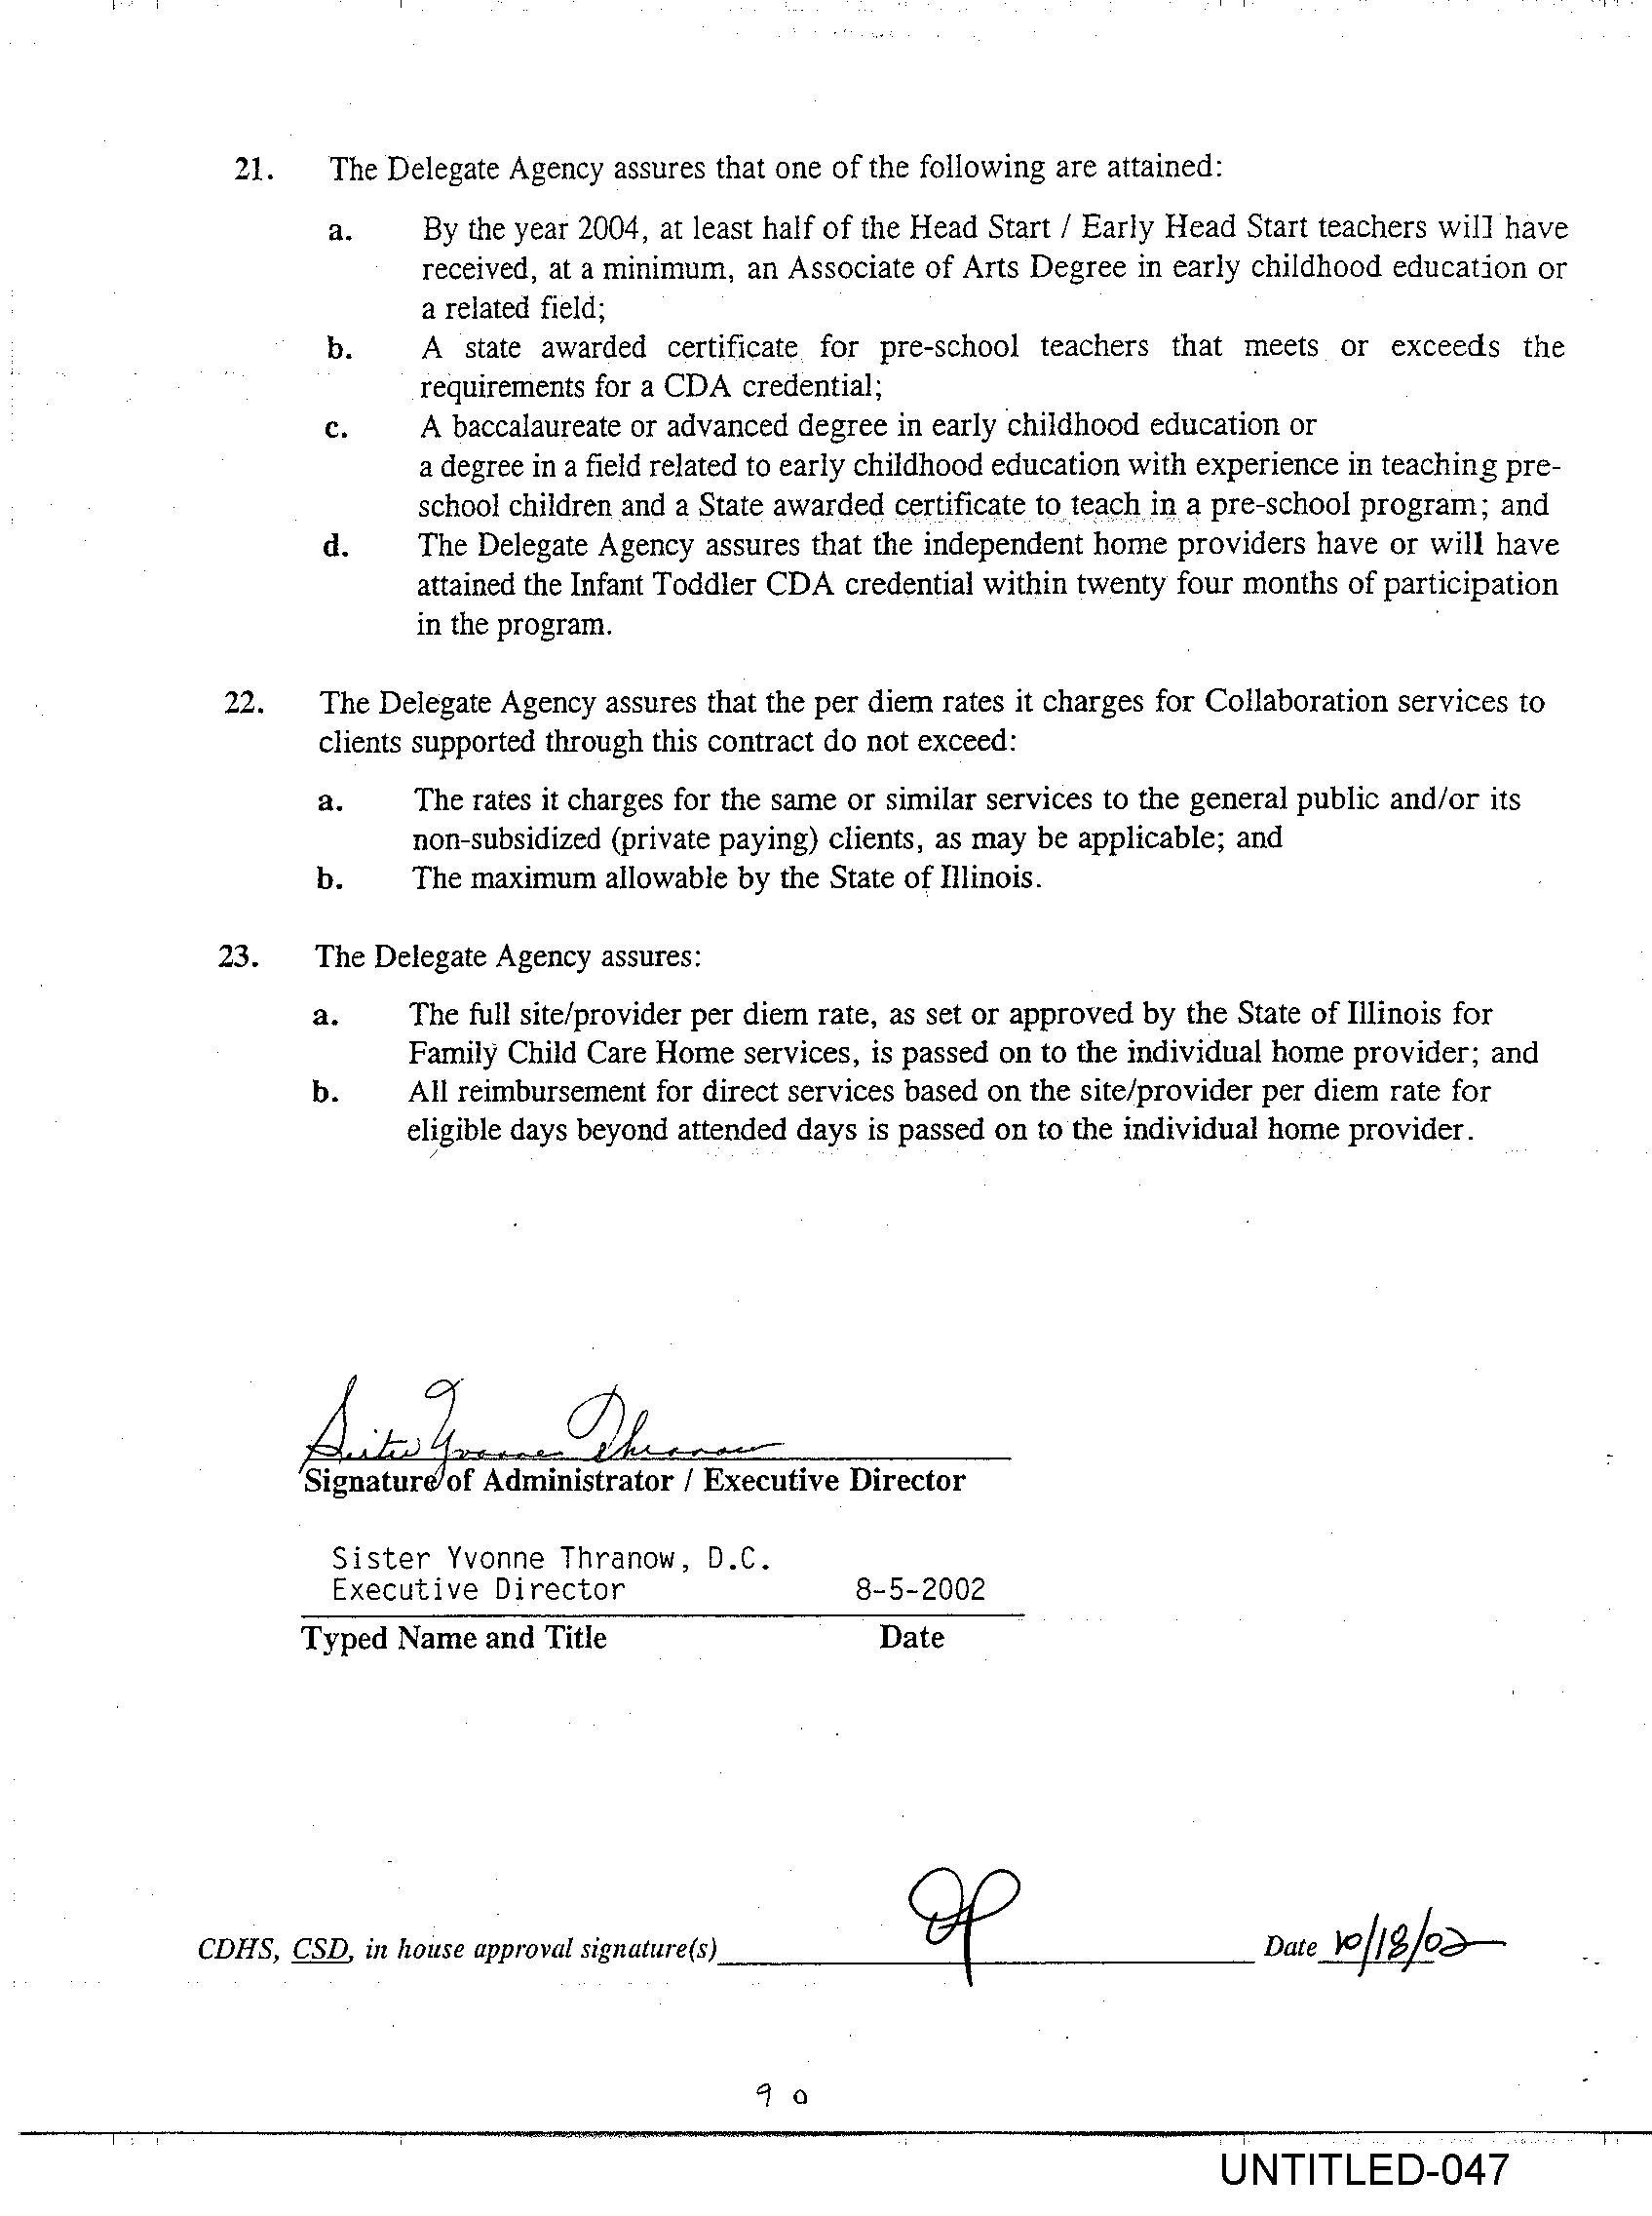 21. The Delegate Agency assures that one of the following are attained:
a. By the year 2004, at least half of the Head Start / Early Head Start teachers will have
received, at a minimum, an Associate of Arts Degree in early childhood education or
a related field;
b. A state awarded certificate for pre-school teachers that meets or exceeds the
requirements for a CDA credential;
c. A baccalaureate or advanced degree in early childhood education or
a degree in a field related to early childhood education with experience in teaching pre-
school children and a State awarded certificate to teach in a pre-school program; and
d. The Delegate Agency assures that the independent home providers have or will have
attained the Infant Toddler CDA credential within twenty four months of participation
in the program.
22. The Delegate Agency assures that the per diem rates it charges for Collaboration services to
clients supported through this contract do not exceed:
a. The rates it charges for the same or similar services to the general public and/or its
non-subsidized (private paying) clients, as may be applicable; and
b. The maximum allowable by the State of Illinois.
23. The Delegate Agency assures:
a. The full site/provider per diem rate, as set or approved by the State of Illinois for
Family Child Care Home services, is passed on to the individual home provider; and
b. All reimbursement for direct services based on the site/provider per diem rate for
eligible days beyond attended days is passed on to the individual home provider.
Sister Yvonne Thranow
Signature of Administrator / Executive Director
Sister Yvonne Thranow, D.C.
Executive Director 8-5-2002
Typed Name and Title Date
CDHS, CSD, in house approval signature(s) Date 10/18/02
9 0
UNTITLED-047